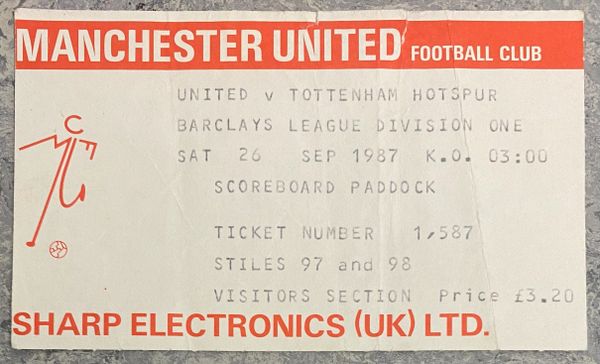 MANCHESTER UNITED FOOTBALL CLUB
UNITED v TOTTENHAM HOTSPUR
BARCLAYS LEAGUE DIVISION ONE
SAT 26 SEP 1987 K.O. 03:00
SCOREBOARD PADDOCK
TICKET NUMBER 1,587
STILES 97 and 98
VISITORS SECTION Price £3.20
SHARP ELECTRONICS (UK) LTD.